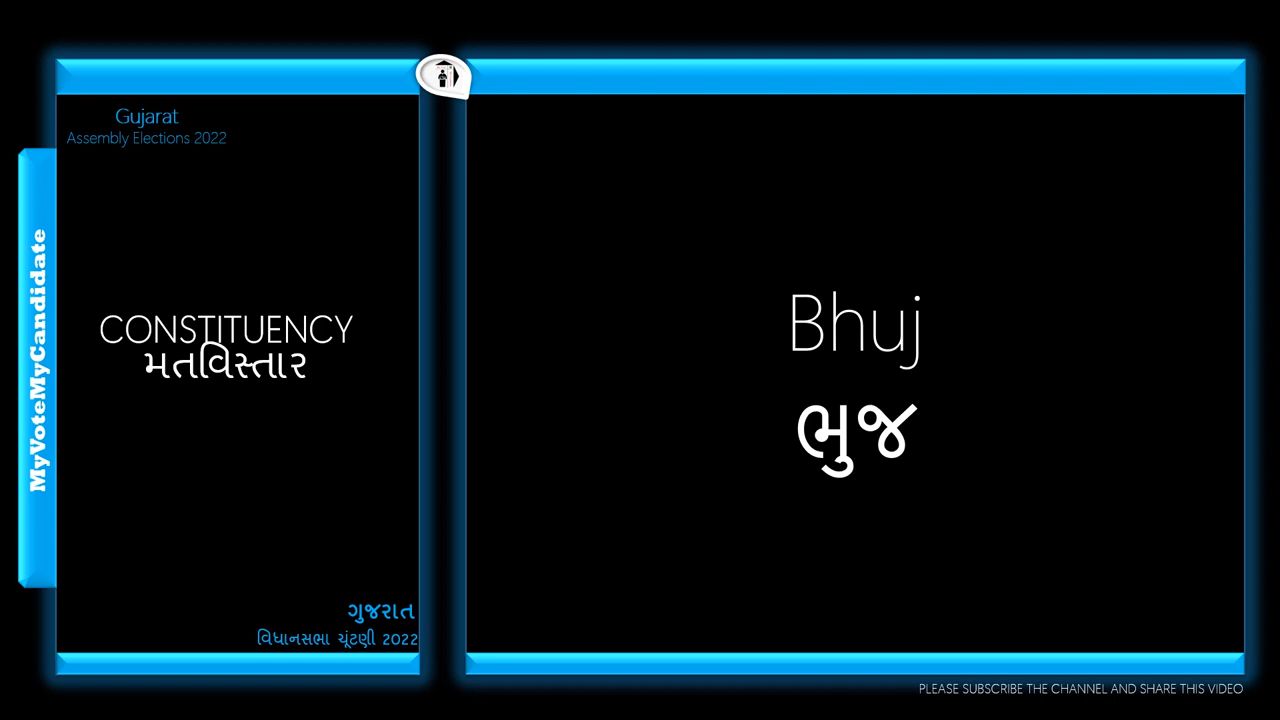 Gujarat
Assembly Elections 2022
MyVoteMyCandidate
CONSTITUENCY
મતવિસ્તાર
ગુજરાત
વિધાનસભા ચૂંટણી 2022
Bhuj
ભુજ
PLEASE SUBSCRIBE THE CHANNEL AND SHARE THIS VIDEO